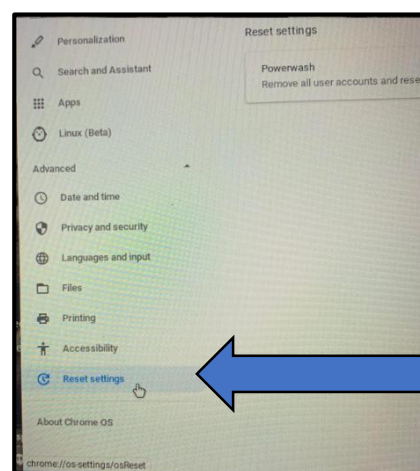 Personalization
Search and Assistant
Apps
Linux (Beta)
Advanced
Date and time
Privacy and security
Languages and input
Files
Printing
Accessibility
Reset settings
About Chrome OS
chrome://os-settings/osReset
Reset settings
Powerwash
Remove all user accounts and rese